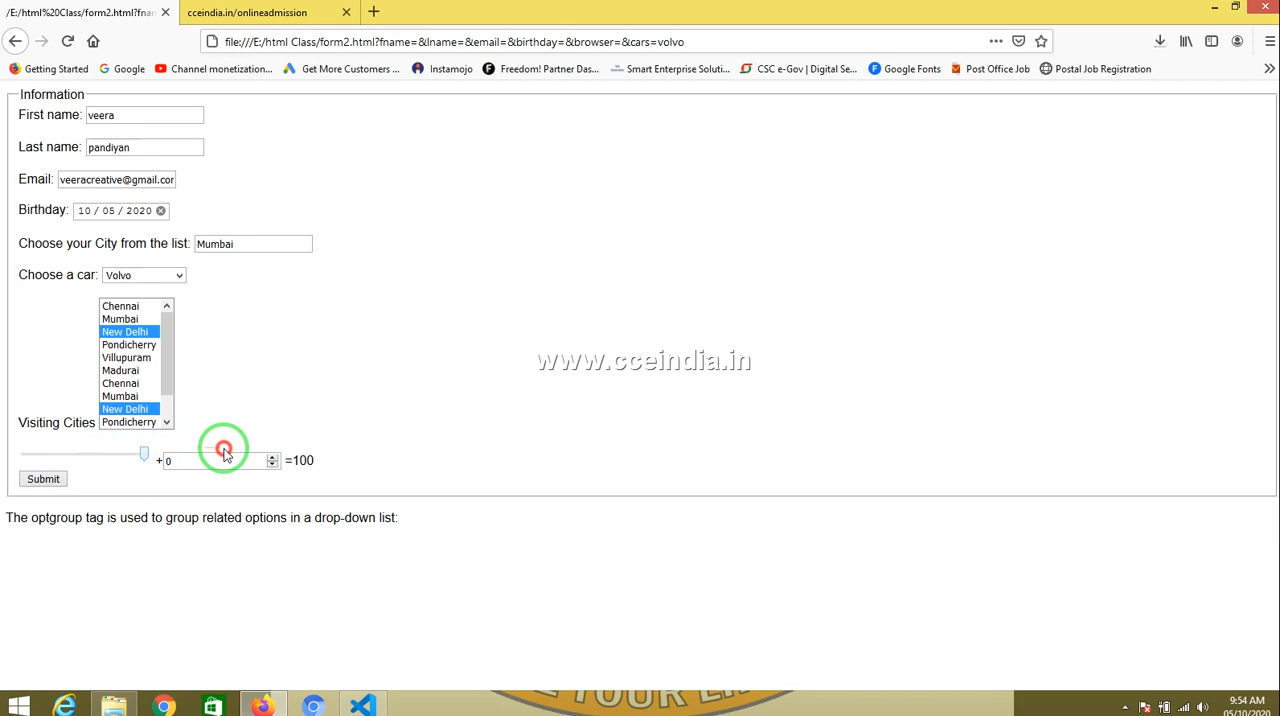 /E:/html%20Class/form2.html?fna
cceindia.in/onlineadmission
file:///E:/html Class/form2.html?fname=&lname=&email=&birthday=&browser=&cars=volvo
Getting Started Google Channel monetization... Get More Customers ... Instamojo Freedom! Partner Das... Smart Enterprise Soluti... CSC e-Gov | Digital Se... Google Fonts Post Office Job Postal Job Registration
Information
First name: veera
Last name: pandiyan
Email: veeracreative@gmail.com
Birthday: 10 / 05 / 2020
Choose your City from the list: Mumbai
Choose a car: Volvo
Chennai
Mumbai
New Delhi
Pondicherry
Villupuram
Madurai
Chennai
Mumbai
New Delhi
Visiting Cities Pondicherry
+ 0 =100
Submit
The optgroup tag is used to group related options in a drop-down list:
www.cceindia.in
9:54 AM
05/10/2020